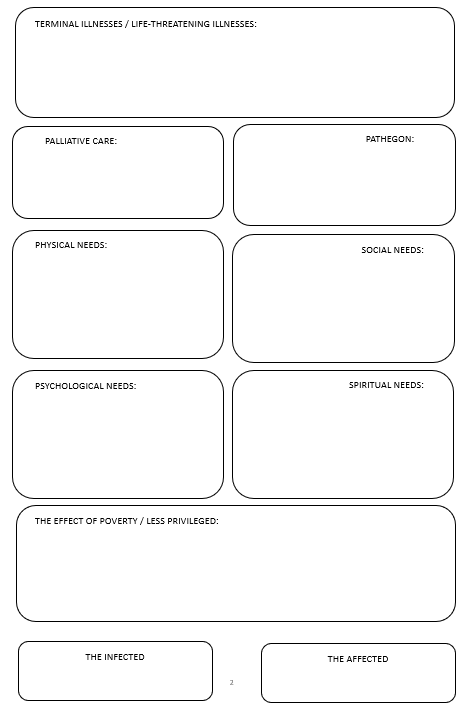 TERMINAL ILLNESSES / LIFE-THREATENING ILLNESSES:
PALLIATIVE CARE:
PATHEGON:
PHYSICAL NEEDS:
SOCIAL NEEDS:
PSYCHOLOGICAL NEEDS:
SPIRITUAL NEEDS:
THE EFFECT OF POVERTY / LESS PRIVILEGED:
THE INFECTED
THE AFFECTED
2